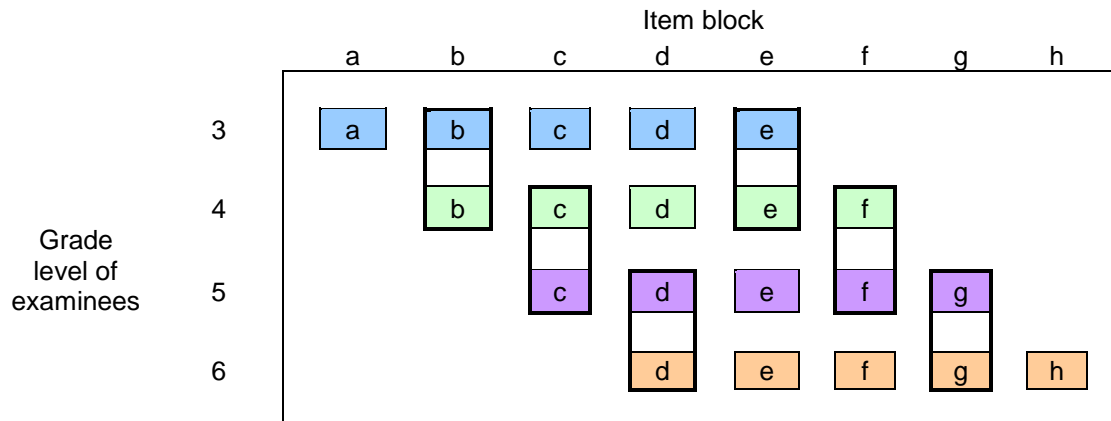 Item block
a b c d e f g h
3 a b c d e
4 b c d e f
Grade
level of
examinees
5 c d e f g
6 d e f g h